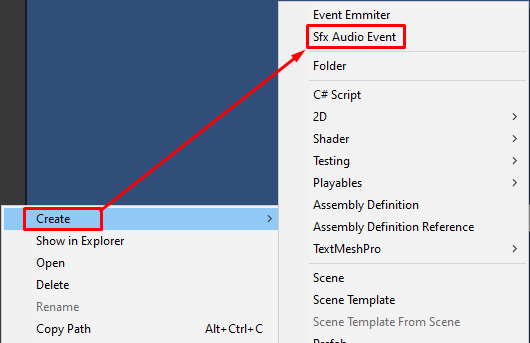 Event Emmiter
Sfx Audio Event
Folder
C# Script
2D
Shader
Testing
Playables
Assembly Definition
Assembly Definition Reference
TextMeshPro
Scene
Scene Template
Scene Template From Scene
Prefab
Create
Show in Explorer
Open
Delete
Rename
Copy Path Alt+Ctrl+C